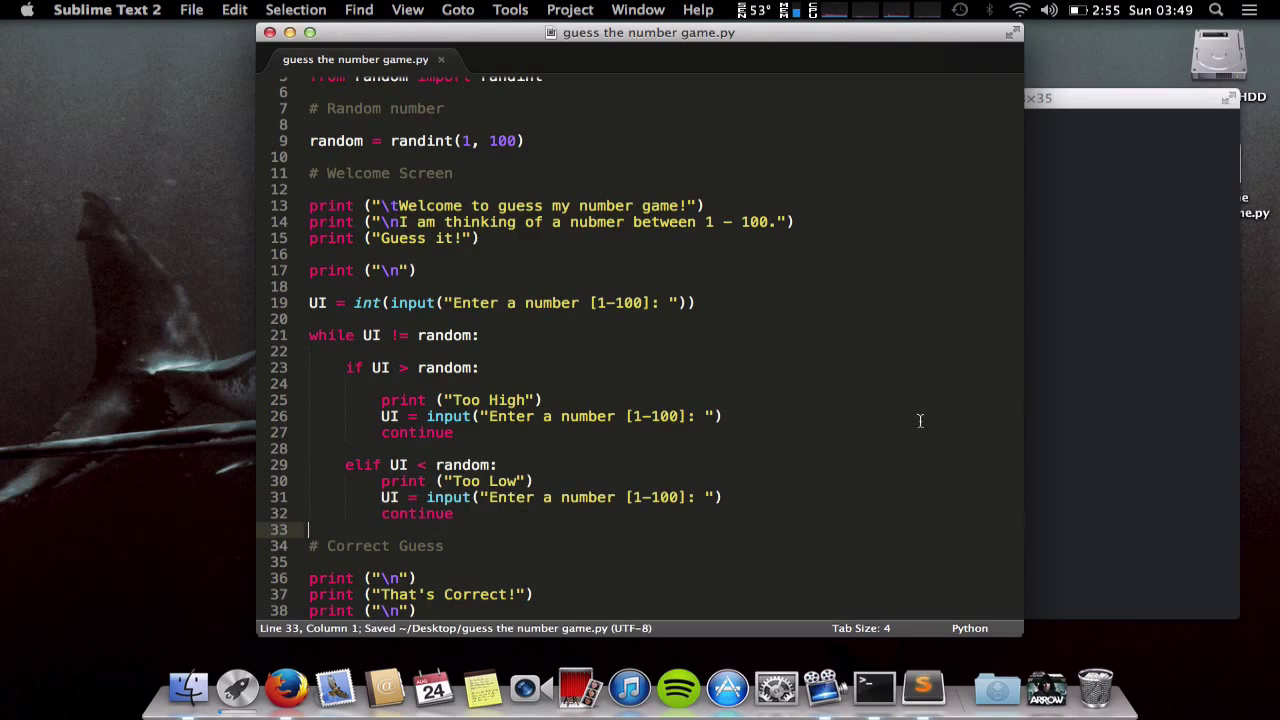 Sublime Text 2 File Edit Selection Find View Goto Tools Project Window Help 53° 2:55 Sun 03:49
guess the number game.py
guess the number game.py ×
×35
HDD
5 from random import randint
6
7 # Random number
8
9 random = randint(1, 100)
10
11 # Welcome Screen
12
13 print ("\tWelcome to guess my number game!")
14 print ("\nI am thinking of a nubmer between 1 - 100.")
15 print ("Guess it!")
16
17 print ("\n")
18
19 UI = int(input("Enter a number [1-100]: "))
20
21 while UI != random:
22
23 if UI > random:
24
25 print ("Too High")
26 UI = input("Enter a number [1-100]: ")
27 continue
28
29 elif UI < random:
30 print ("Too Low")
31 UI = input("Enter a number [1-100]: ")
32 continue
33
34 # Correct Guess
35
36 print ("\n")
37 print ("That's Correct!")
38 print ("\n")
Line 33, Column 1; Saved ~/Desktop/guess the number game.py (UTF-8) Tab Size: 4 Python
AUG
24
ARROW